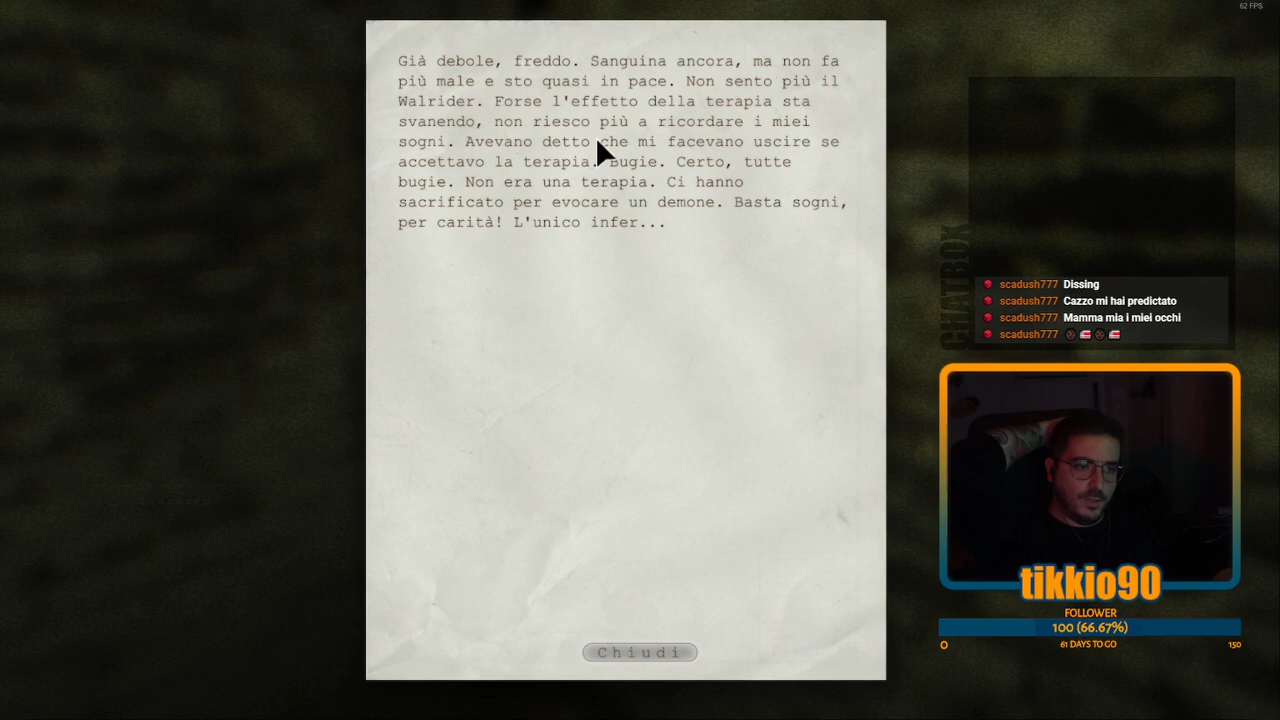 62 FPS
Già debole, freddo. Sanguina ancora, ma non fa
più male e sto quasi in pace. Non sento più il
Walrider. Forse l'effetto della terapia sta
svanendo, non riesco più a ricordare i miei
sogni. Avevano detto che mi facevano uscire se
accettavo la terapia. Bugie. Certo, tutte
bugie. Non era una terapia. Ci hanno
sacrificato per evocare un demone. Basta sogni,
per carità! L'unico infer...
Chiudi
CHATBOX
scadush777 Dissing
scadush777 Cazzo mi hai predictato
scadush777 Mamma mia i miei occhi
scadush777
tikkio90
FOLLOWER
100 (66.67%)
0 61 DAYS TO GO 150